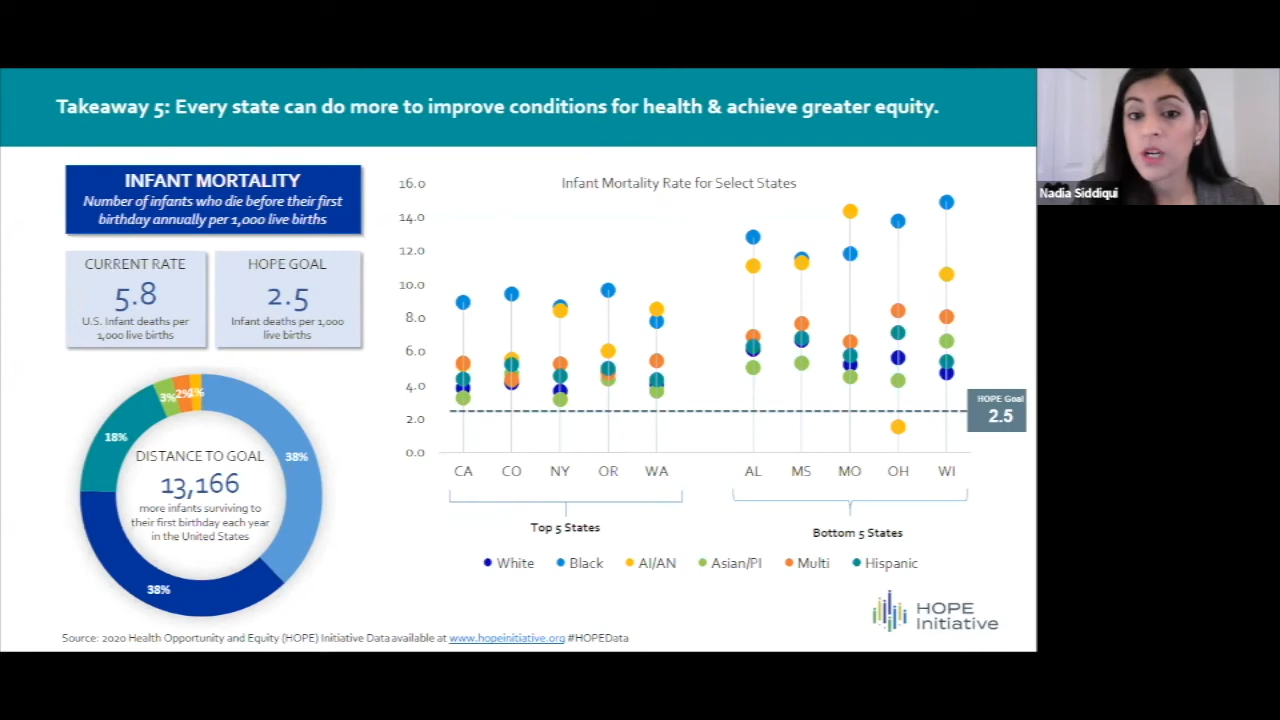 Takeaway 5: Every state can do more to improve conditions for health & achieve greater equity.
Nadia Siddiqui
INFANT MORTALITY
Number of infants who die before their first
birthday annually per 1,000 live births
CURRENT RATE
5.8
U.S. Infant deaths per
1,000 live births
HOPE GOAL
2.5
Infant deaths per 1,000
live births
3%
2%
1%
18%
38%
38%
DISTANCE TO GOAL
13,166
more infants surviving to
their first birthday each year
in the United States
Infant Mortality Rate for Select States
16.0
14.0
12.0
10.0
8.0
6.0
4.0
2.0
0.0
HOPE Goal
2.5
CA CO NY OR WA AL MS MO OH WI
Top 5 States
Bottom 5 States
White Black AI/AN Asian/PI Multi Hispanic
HOPE
Initiative
Source: 2020 Health Opportunity and Equity (HOPE) Initiative Data available at www.hopeinitiative.org #HOPEData